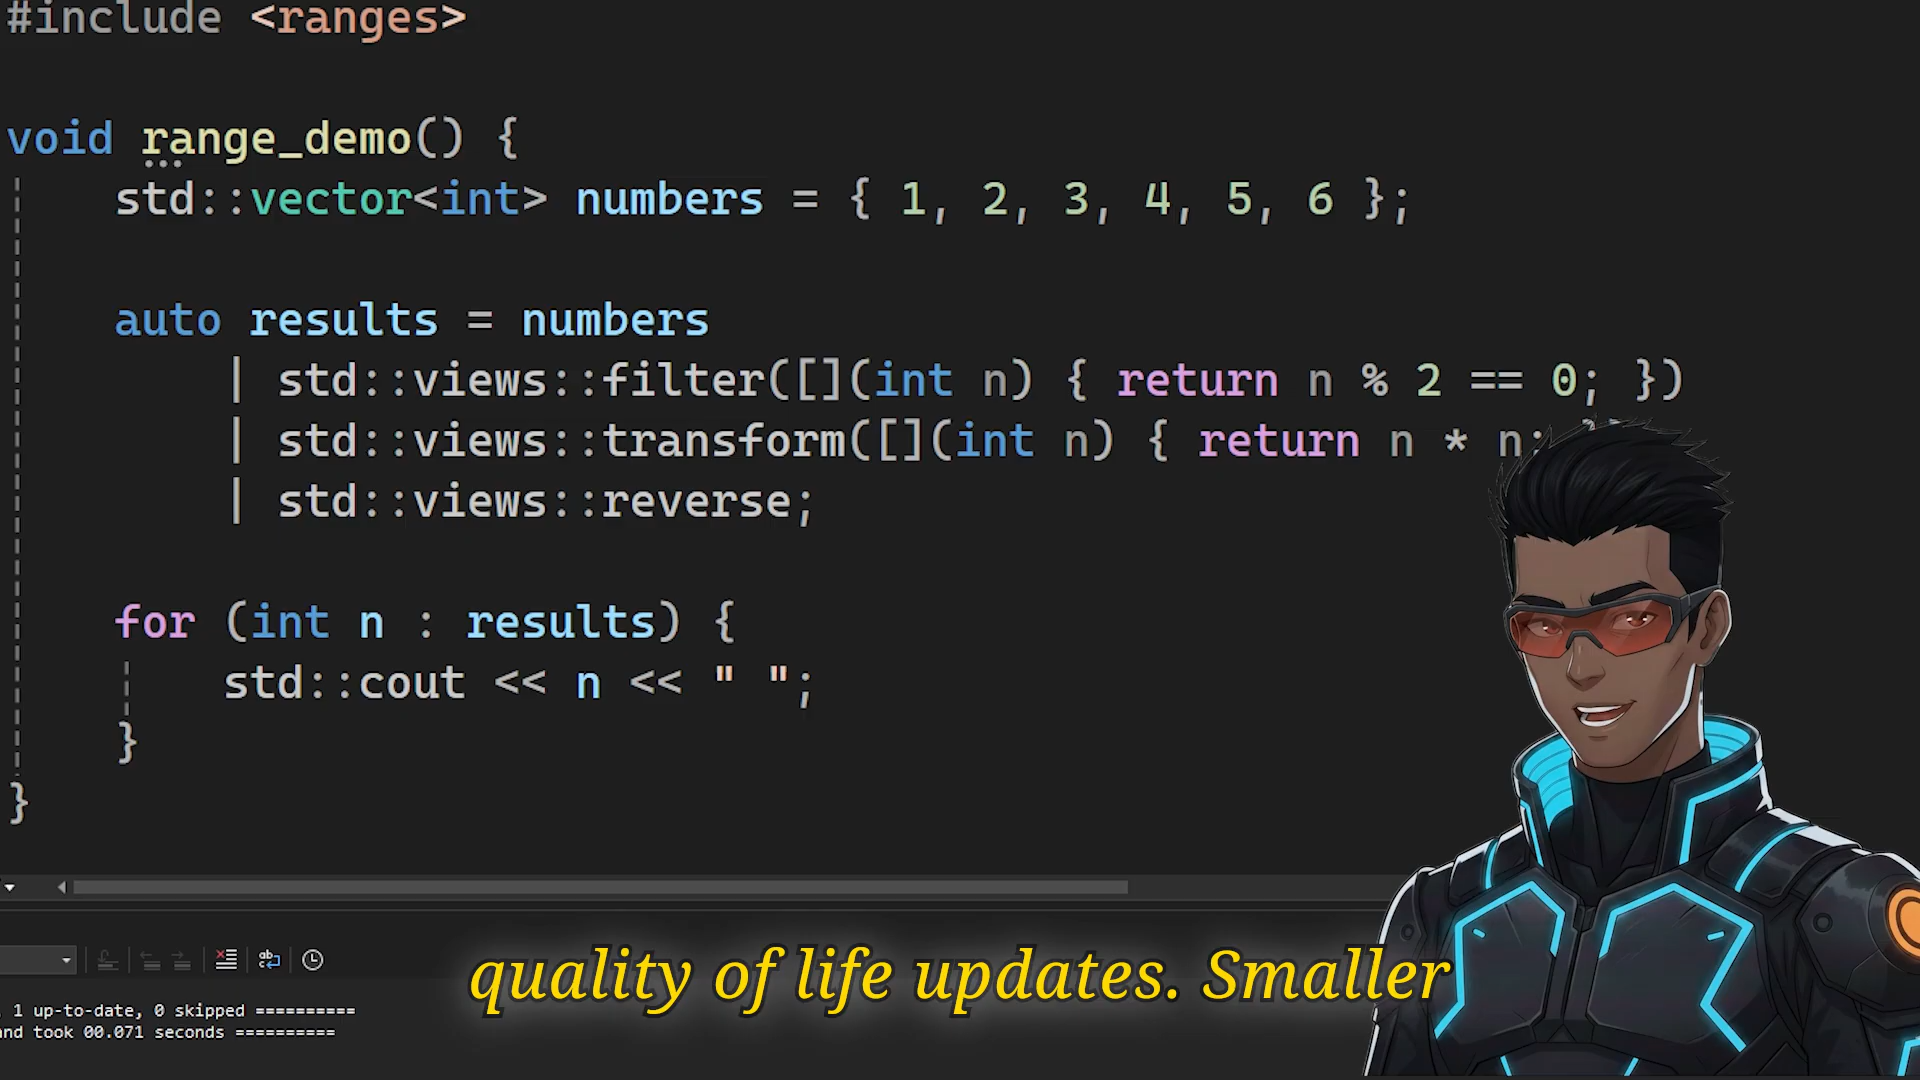 #include <ranges>
void range_demo() {
std::vector<int> numbers = { 1, 2, 3, 4, 5, 6 };
auto results = numbers
| std::views::filter([](int n) { return n % 2 == 0; })
| std::views::transform([](int n) { return n * n;
| std::views::reverse;
for (int n : results) {
std::cout << n << " ";
}
}
quality of life updates. Smaller
, 1 up-to-date, 0 skipped ==========
and took 00.071 seconds ==========